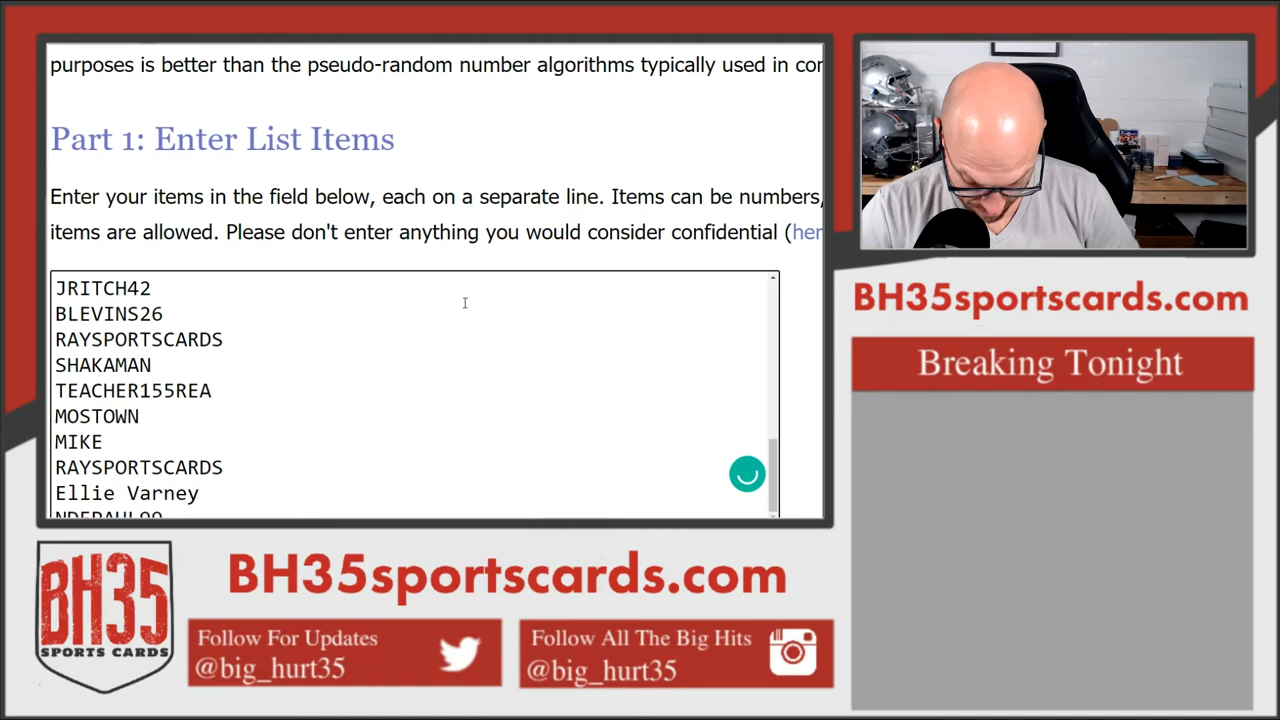 purposes is better than the pseudo-random number algorithms typically used in con
Part 1: Enter List Items
Enter your items in the field below, each on a separate line. Items can be numbers,
items are allowed. Please don't enter anything you would consider confidential (her
JRITCH42
BLEVINS26
RAYSPORTSCARDS
SHAKAMAN
TEACHER155REA
MOSTOWN
MIKE
RAYSPORTSCARDS
Ellie Varney
BH35sportscards.com
Breaking Tonight
BH35
SPORTS CARDS
BH35sportscards.com
Follow For Updates
@big_hurt35
Follow All The Big Hits
@big_hurt35